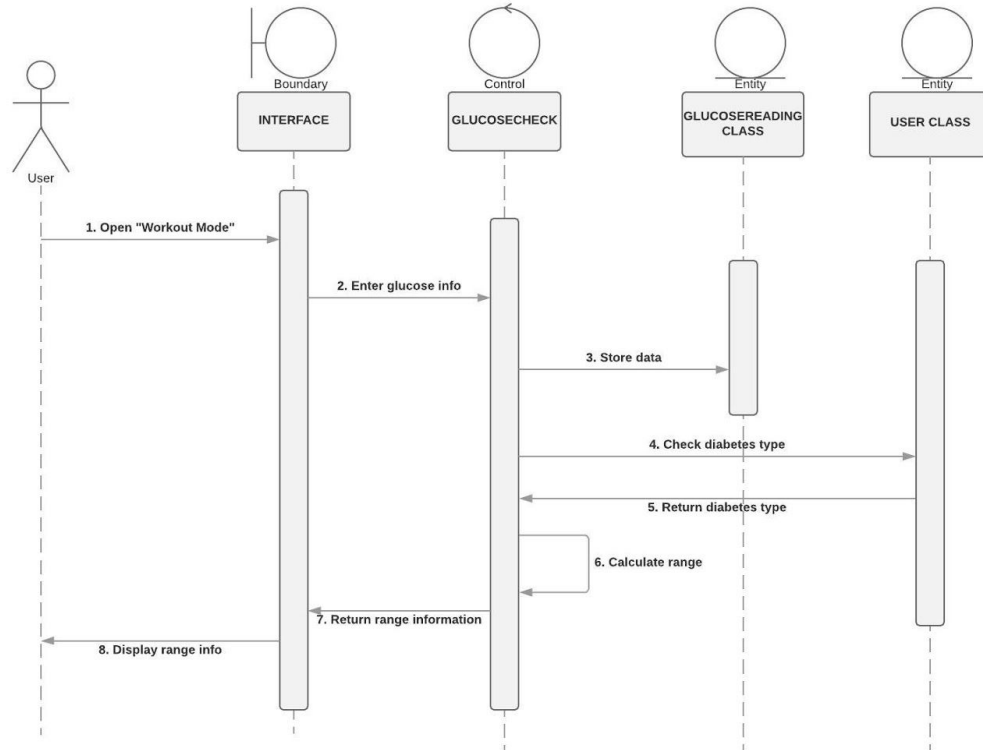 Boundary
Control
Entity
Entity
INTERFACE
GLUCOSECHECK
GLUCOSEREADING
CLASS
USER CLASS
User
1. Open "Workout Mode"
2. Enter glucose info
3. Store data
4. Check diabetes type
5. Return diabetes type
6. Calculate range
7. Return range information
8. Display range info